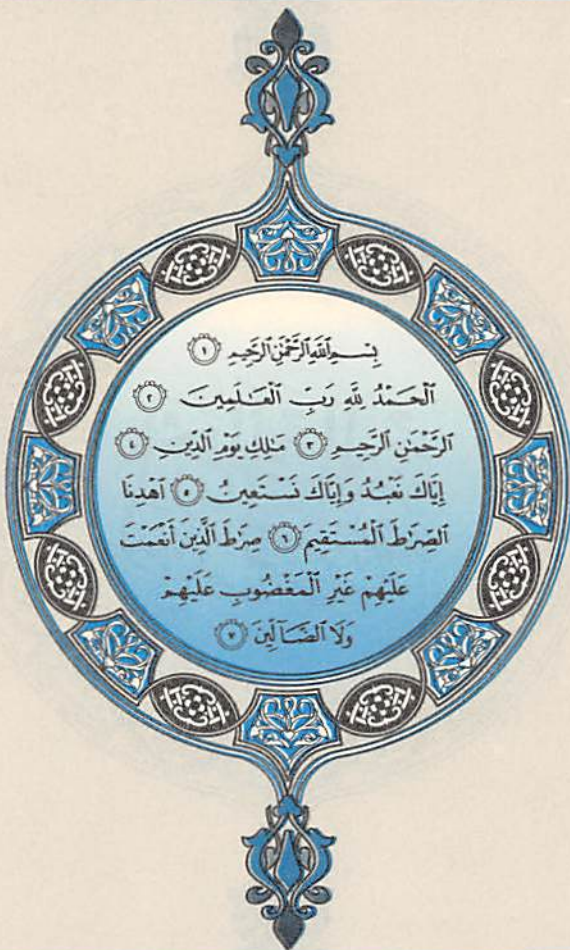 بِسْمِ ٱللَّهِ ٱلرَّحْمَٰنِ ٱلرَّحِيمِ ١
ٱلْحَمْدُ لِلَّهِ رَبِّ ٱلْعَـٰلَمِينَ ٢
ٱلرَّحْمَٰنِ ٱلرَّحِيمِ ٣ مَـٰلِكِ يَوْمِ ٱلدِّينِ ٤
إِيَّاكَ نَعْبُدُ وَإِيَّاكَ نَسْتَعِينُ ٥ ٱهْدِنَا
ٱلصِّرَٰطَ ٱلْمُسْتَقِيمَ ٦ صِرَٰطَ ٱلَّذِينَ أَنْعَمْتَ
عَلَيْهِمْ غَيْرِ ٱلْمَغْضُوبِ عَلَيْهِمْ
وَلَا ٱلضَّآلِّينَ ٧